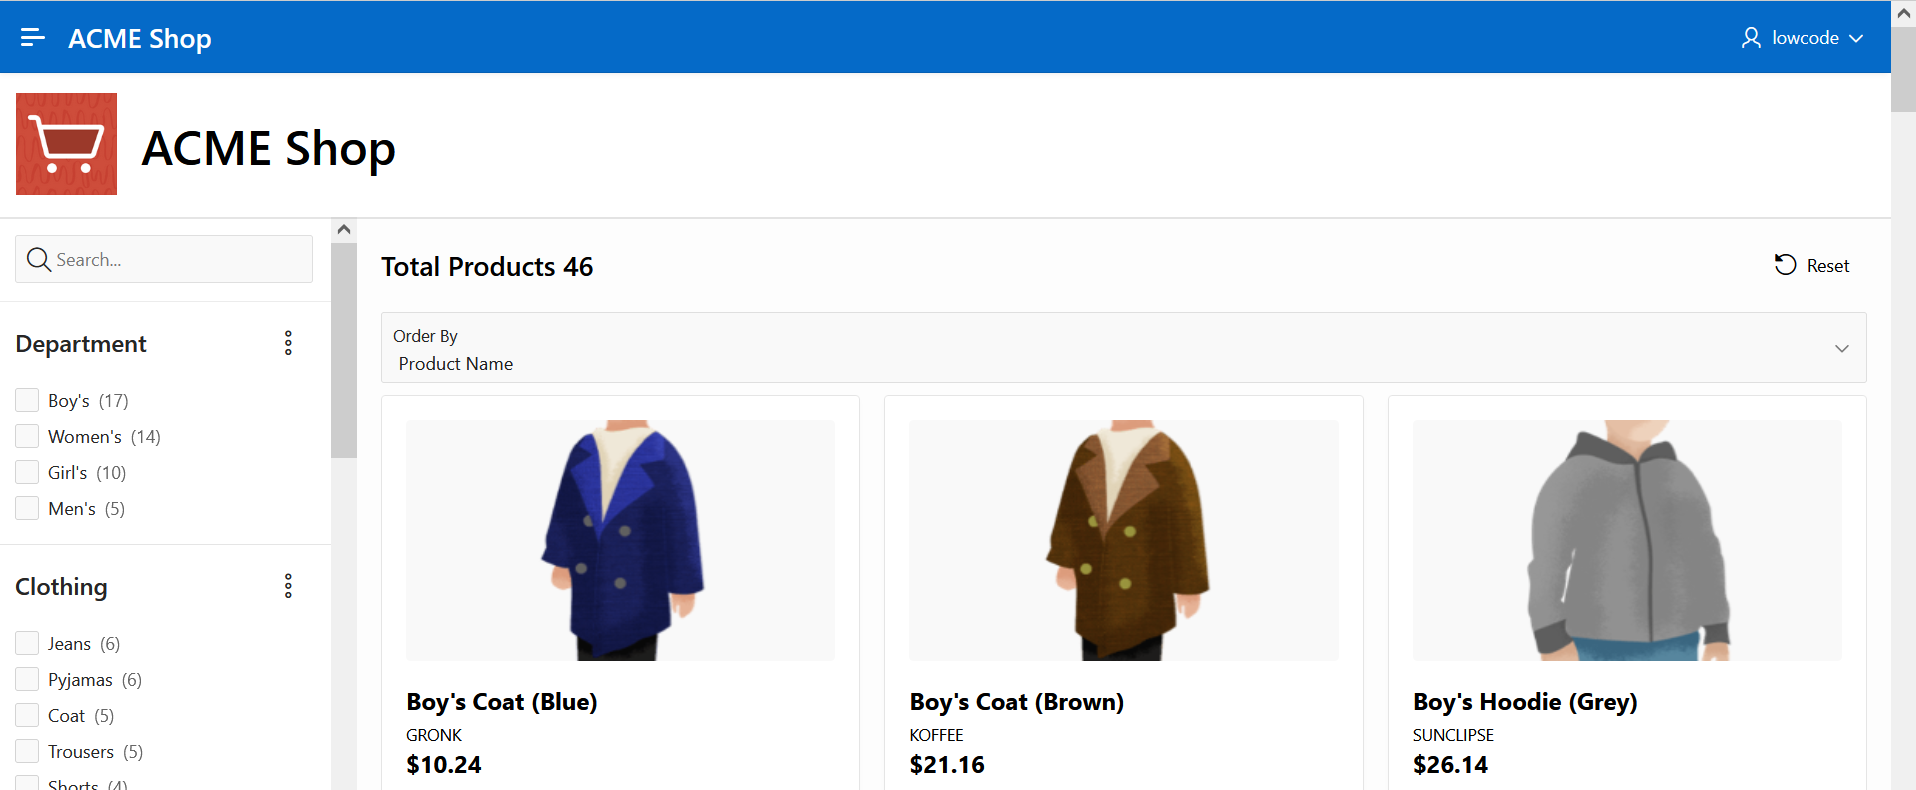 ACME Shop
lowcode
ACME Shop
Search...
Department
Boy's (17)
Women's (14)
Girl's (10)
Men's (5)
Clothing
Jeans (6)
Pyjamas (6)
Coat (5)
Trousers (5)
Shorts (4)
Total Products 46
Reset
Order By
Product Name
Boy's Coat (Blue)
GRONK
$10.24
Boy's Coat (Brown)
KOFFEE
$21.16
Boy's Hoodie (Grey)
SUNCLIPSE
$26.14